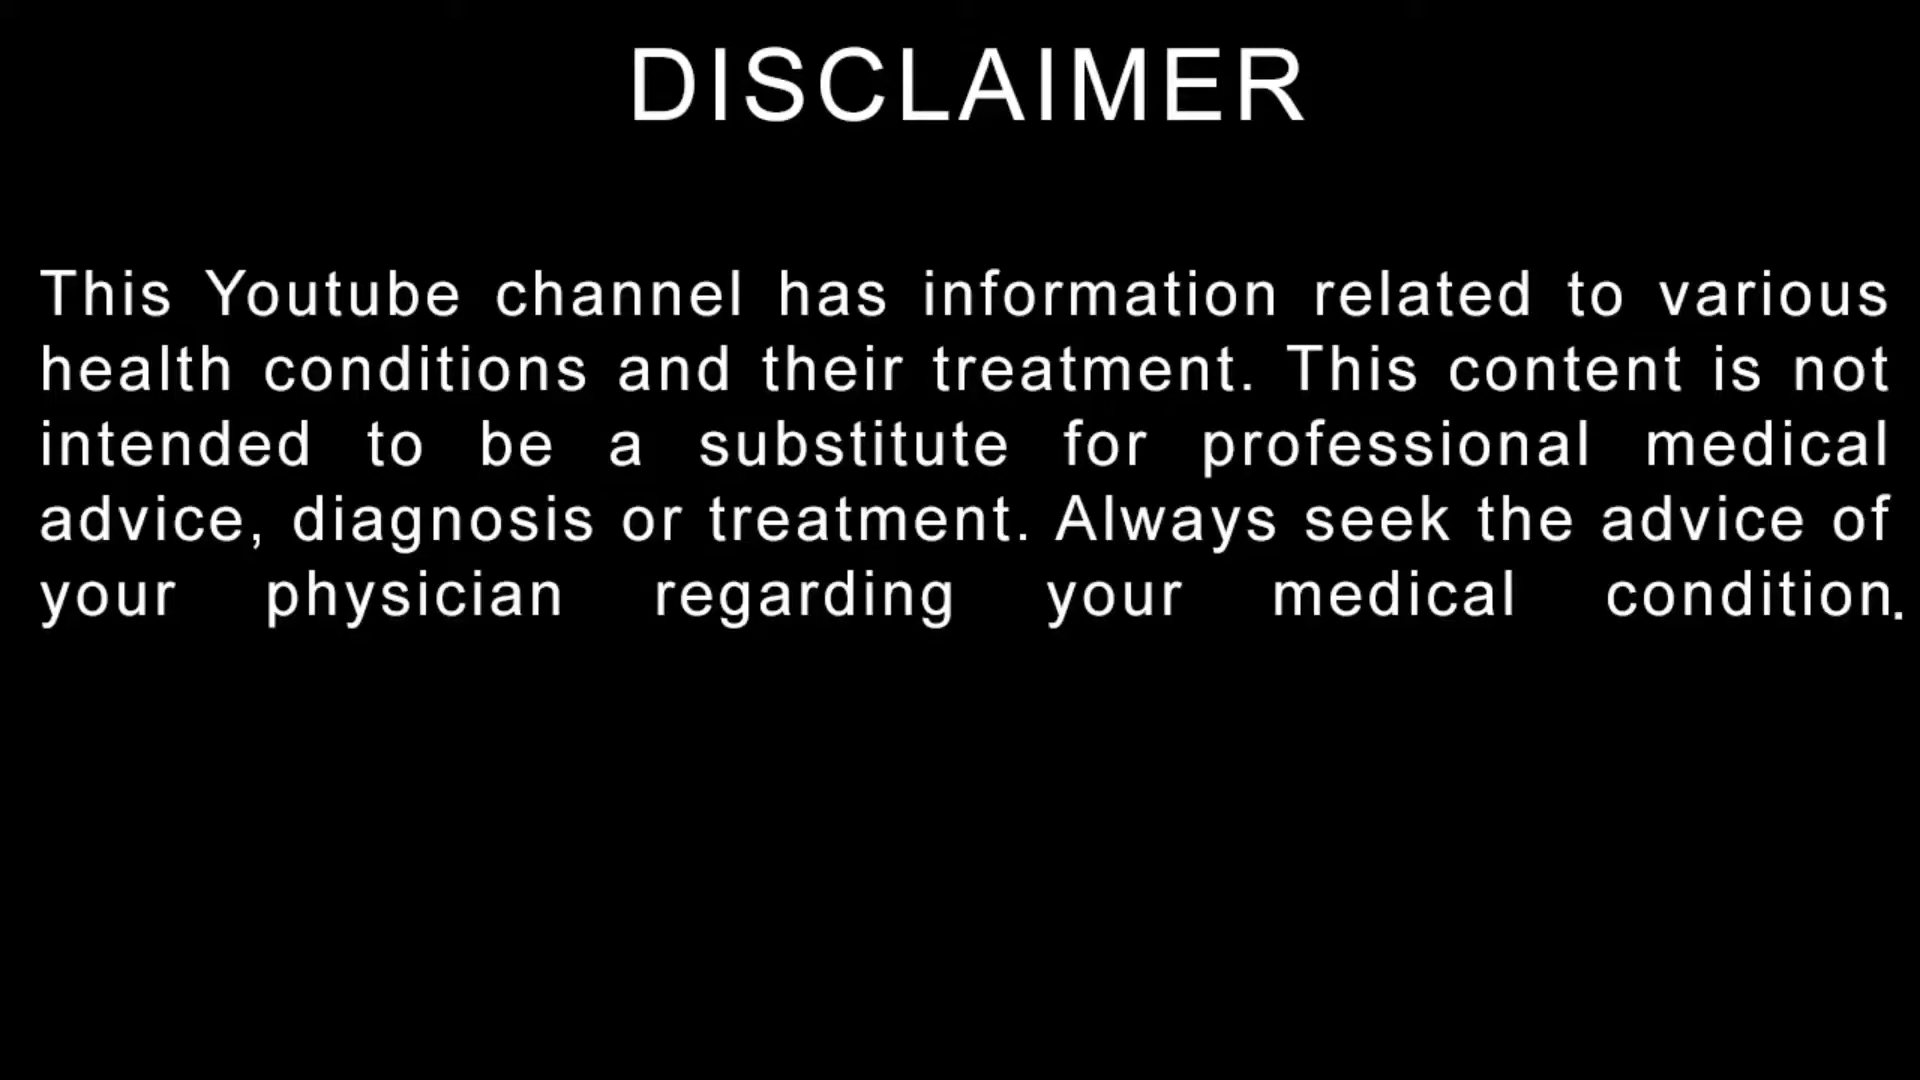 DISCLAIMER
This Youtube channel has information related to various
health conditions and their treatment. This content is not
intended to be a substitute for professional medical
advice, diagnosis or treatment. Always seek the advice of
your physician regarding your medical condition.